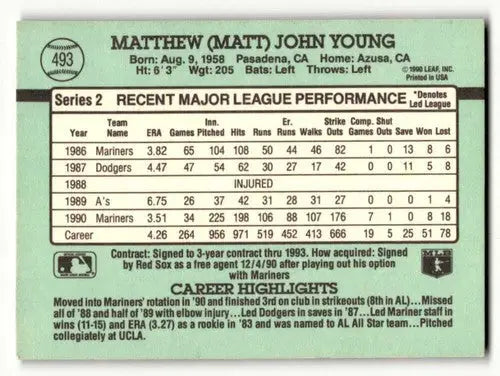 493
MATTHEW (MATT) JOHN YOUNG
Born: Aug. 9, 1958 Pasadena, CA Home: Azusa, CA
Ht: 6'3" Wgt: 205 Bats: Left Throws: Left
©1990 LEAF, INC.
Printed in USA
Series 2 RECENT MAJOR LEAGUE PERFORMANCE *Denotes Led League
Year Team Name ERA Games Inn. Pitched Hits Runs Er. Runs Walks Strike Outs Comp. Games Shut Outs Save Won Lost
1986 Mariners 3.82 65 104 108 50 44 46 82 1 0 13 8 6
1987 Dodgers 4.47 47 54 62 30 27 17 42 0 0 11 5 8
1988 INJURED
1989 A's 6.75 26 37 42 31 28 31 27 0 0 0 1 4
1990 Mariners 3.51 34 225 198 106 88 107 176 7 1 0 8 18
Career 4.26 264 956 971 519 452 413 666 19 5 25 51 78
Contract: Signed to 3-year contract thru 1993. How acquired: Signed
by Red Sox as a free agent 12/4/90 after playing out his option
with Mariners
CAREER HIGHLIGHTS
Moved into Mariners' rotation in '90 and finished 3rd on club in strikeouts (8th in AL)...Missed
all of '88 and half of '89 with elbow injury...Led Dodgers in saves in '87...Led Mariner staff in
wins (11-15) and ERA (3.27) as a rookie in '83 and was named to AL All Star team...Pitched
collegiately at UCLA.